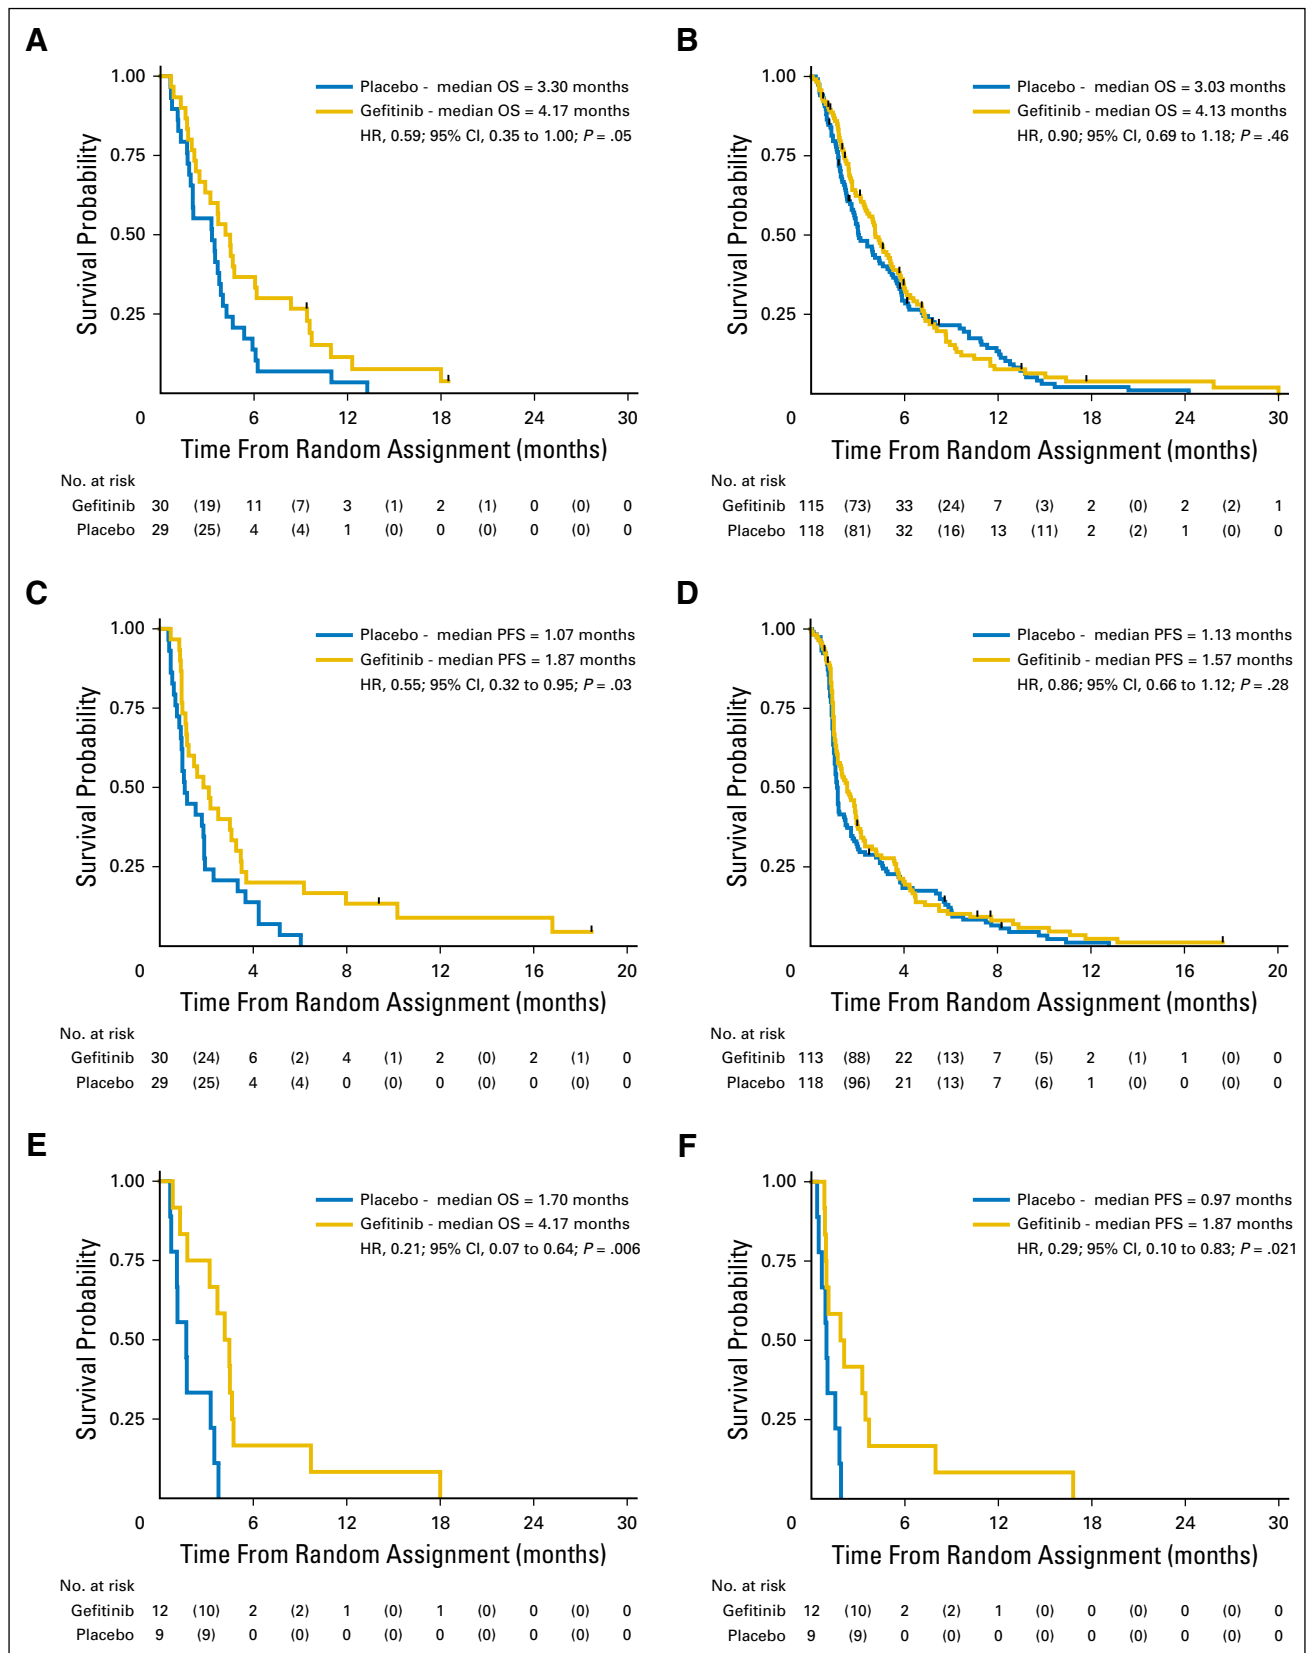 A
Survival Probability
1.00
0.75
0.50
0.25
Placebo - median OS = 3.30 months
Gefitinib - median OS = 4.17 months
HR, 0.59; 95% CI, 0.35 to 1.00; P = .05
0 6 12 18 24 30
Time From Random Assignment (months)
No. at risk
Gefitinib 30 (19) 11 (7) 3 (1) 2 (1) 0 (0) 0
Placebo 29 (25) 4 (4) 1 (0) 0 (0) 0 (0) 0
B
Survival Probability
1.00
0.75
0.50
0.25
Placebo - median OS = 3.03 months
Gefitinib - median OS = 4.13 months
HR, 0.90; 95% CI, 0.69 to 1.18; P = .46
0 6 12 18 24 30
Time From Random Assignment (months)
No. at risk
Gefitinib 115 (73) 33 (24) 7 (3) 2 (0) 2 (2) 1
Placebo 118 (81) 32 (16) 13 (11) 2 (2) 1 (0) 0
C
Survival Probability
1.00
0.75
0.50
0.25
Placebo - median PFS = 1.07 months
Gefitinib - median PFS = 1.87 months
HR, 0.55; 95% CI, 0.32 to 0.95; P = .03
0 4 8 12 16 20
Time From Random Assignment (months)
No. at risk
Gefitinib 30 (24) 6 (2) 4 (1) 2 (0) 2 (1) 0
Placebo 29 (25) 4 (4) 0 (0) 0 (0) 0 (0) 0
D
Survival Probability
1.00
0.75
0.50
0.25
Placebo - median PFS = 1.13 months
Gefitinib - median PFS = 1.57 months
HR, 0.86; 95% CI, 0.66 to 1.12; P = .28
0 4 8 12 16 20
Time From Random Assignment (months)
No. at risk
Gefitinib 113 (88) 22 (13) 7 (5) 2 (1) 1 (0) 0
Placebo 118 (96) 21 (13) 7 (6) 1 (0) 0 (0) 0
E
Survival Probability
1.00
0.75
0.50
0.25
Placebo - median OS = 1.70 months
Gefitinib - median OS = 4.17 months
HR, 0.21; 95% CI, 0.07 to 0.64; P = .006
0 6 12 18 24 30
Time From Random Assignment (months)
No. at risk
Gefitinib 12 (10) 2 (2) 1 (0) 1 (0) 0 (0) 0
Placebo 9 (9) 0 (0) 0 (0) 0 (0) 0 (0) 0
F
Survival Probability
1.00
0.75
0.50
0.25
Placebo - median PFS = 0.97 months
Gefitinib - median PFS = 1.87 months
HR, 0.29; 95% CI, 0.10 to 0.83; P = .021
0 6 12 18 24 30
Time From Random Assignment (months)
No. at risk
Gefitinib 12 (10) 2 (2) 1 (0) 0 (0) 0 (0) 0
Placebo 9 (9) 0 (0) 0 (0) 0 (0) 0 (0) 0